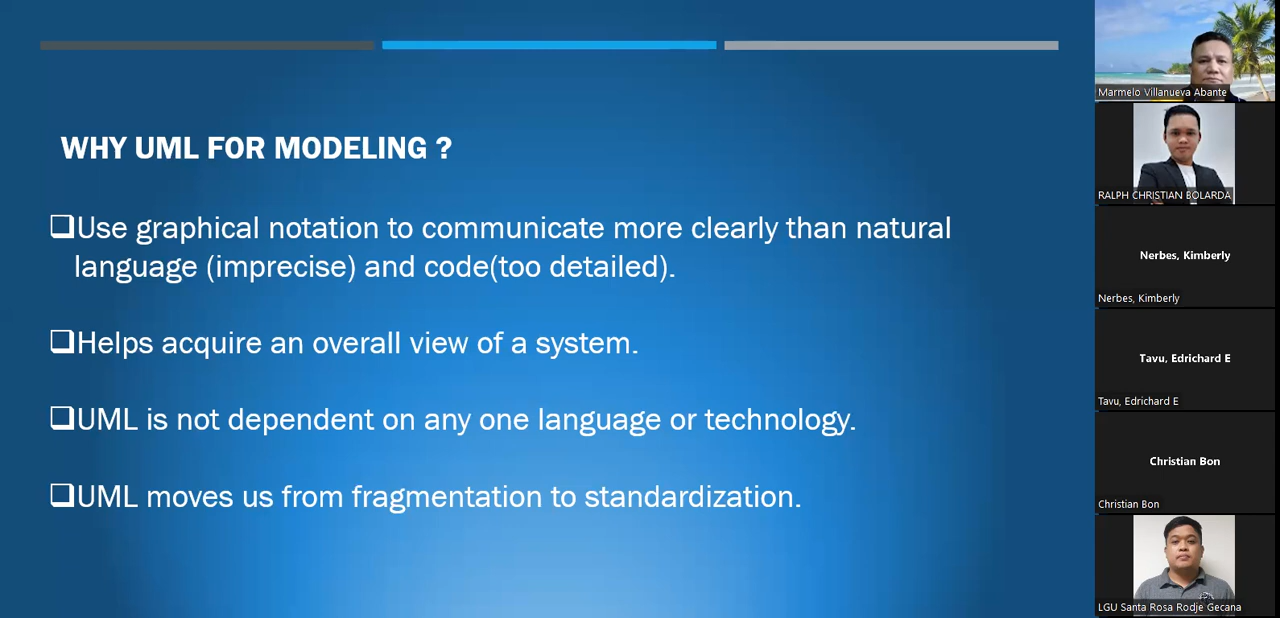 WHY UML FOR MODELING ?
❑Use graphical notation to communicate more clearly than natural
language (imprecise) and code(too detailed).
❑Helps acquire an overall view of a system.
❑UML is not dependent on any one language or technology.
❑UML moves us from fragmentation to standardization.
Marmelo Villanueva Abante
RALPH CHRISTIAN BOLARDA
Nerbes, Kimberly
Nerbes, Kimberly
Tavu, Edrichard E
Tavu, Edrichard E
Christian Bon
Christian Bon
LGU Santa Rosa Rodje Gecana